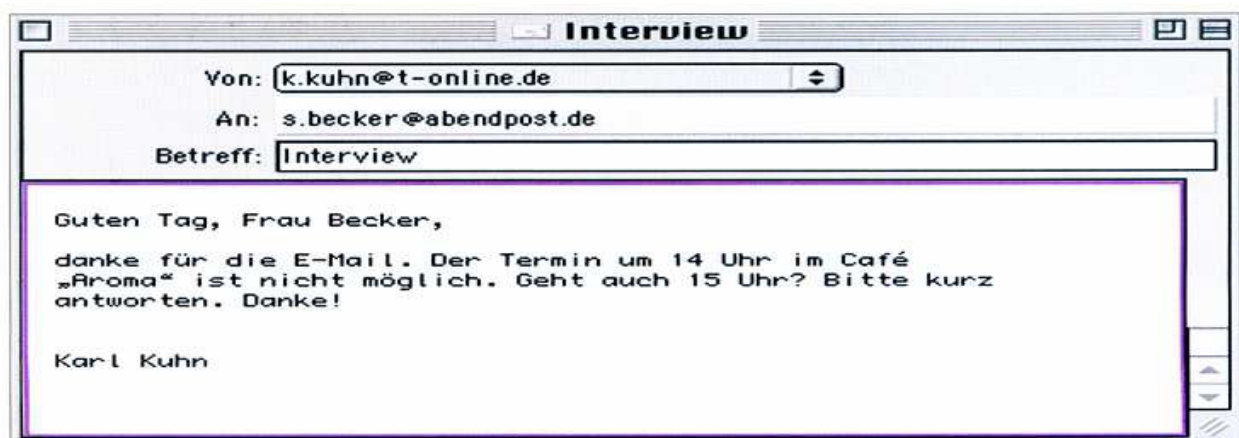 Interview
Von: k.kuhn@t-online.de
An: s.becker@abendpost.de
Betreff: Interview
Guten Tag, Frau Becker,
danke für die E-Mail. Der Termin um 14 Uhr im Café
„Aroma“ ist nicht möglich. Geht auch 15 Uhr? Bitte kurz
antworten. Danke!
Karl Kuhn